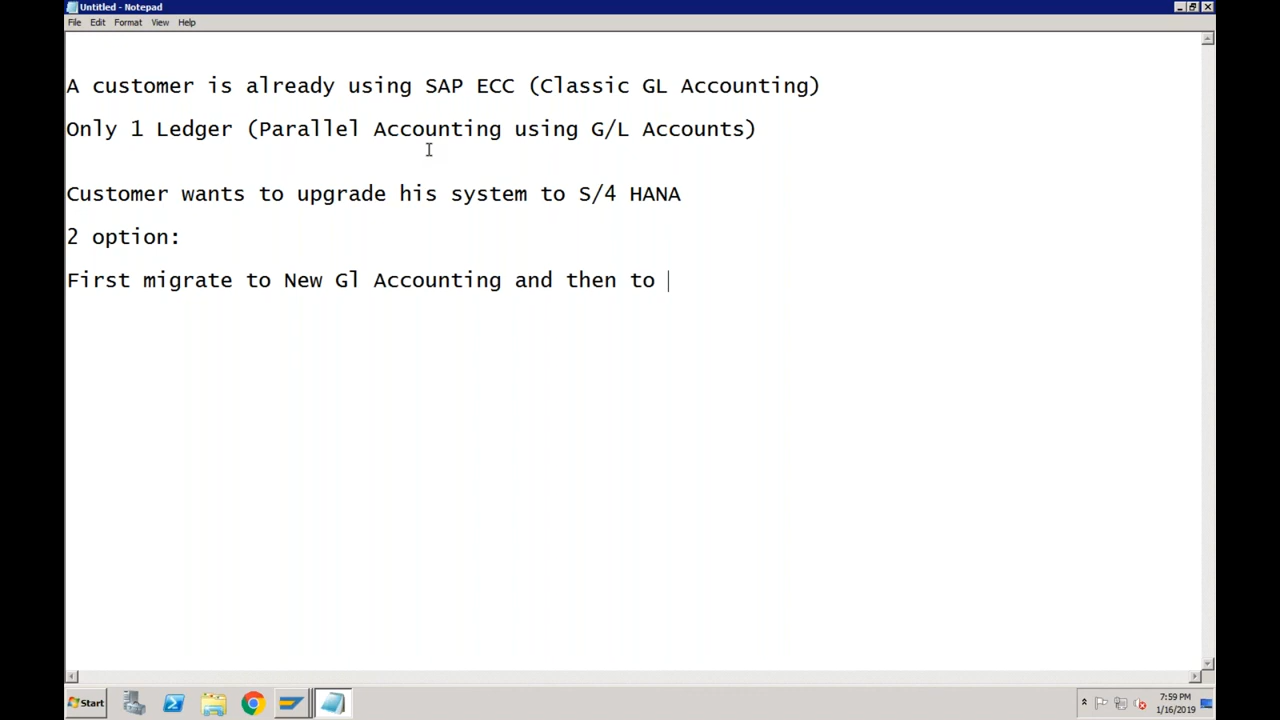 Untitled - Notepad
File Edit Format View Help
A customer is already using SAP ECC (Classic GL Accounting)
Only 1 Ledger (Parallel Accounting using G/L Accounts)
Customer wants to upgrade his system to S/4 HANA
2 option:
First migrate to New Gl Accounting and then to
Start
7:59 PM
1/16/2019